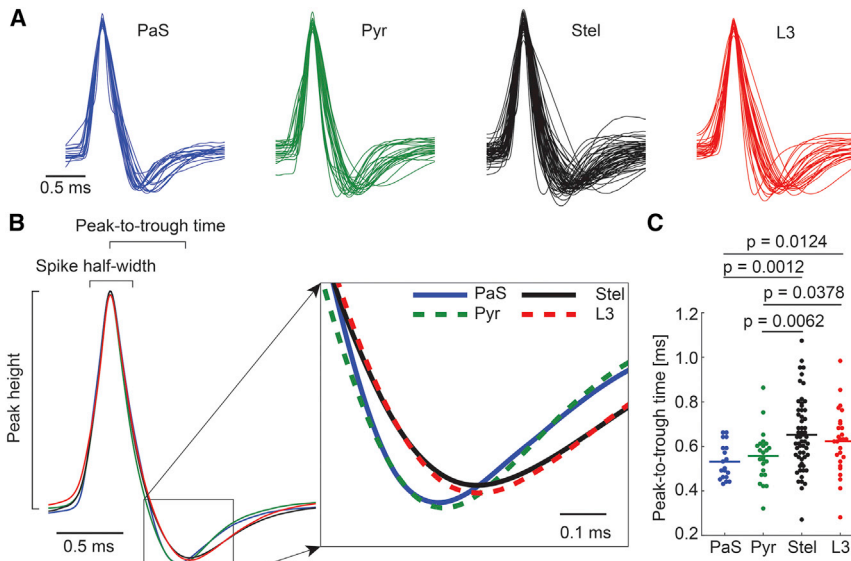 A
PaS
Pyr
Stel
L3
0.5 ms
B
Peak-to-trough time
Spike half-width
Peak height
0.5 ms
PaS
Stel
Pyr
L3
0.1 ms
C
p = 0.0124
p = 0.0012
p = 0.0378
p = 0.0062
Peak-to-trough time [ms]
1.2
1.0
0.8
0.6
0.4
0.2
PaS Pyr Stel L3